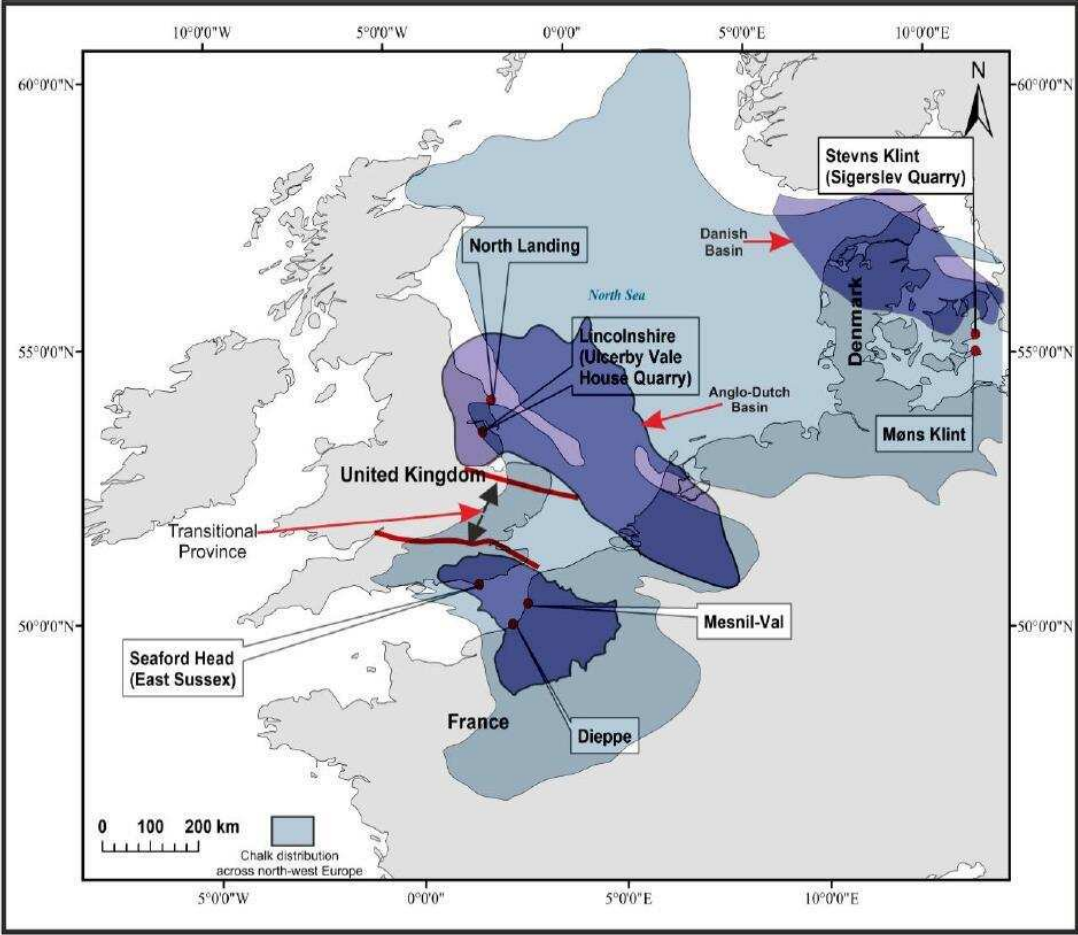 10°0'0"W
5°0'0"W
0°0'0"
5°0'0"E
10°0'0"E
60°0'0"N
60°0'0"N
N
Stevns Klint
(Sigerslev Quarry)
Danish
Basin
North Landing
North Sea
Denmark
Lincolnshire
(Ulcerby Vale
House Quarry)
55°0'0"N
55°0'0"N
Anglo-Dutch
Basin
Møns Klint
United Kingdom
Transitional
Province
50°0'0"N
50°0'0"N
Mesnil-Val
Seaford Head
(East Sussex)
France
Dieppe
0 100 200 km
Chalk distribution
across north-west Europe
5°0'0"W
0°0'0"
5°0'0"E
10°0'0"E